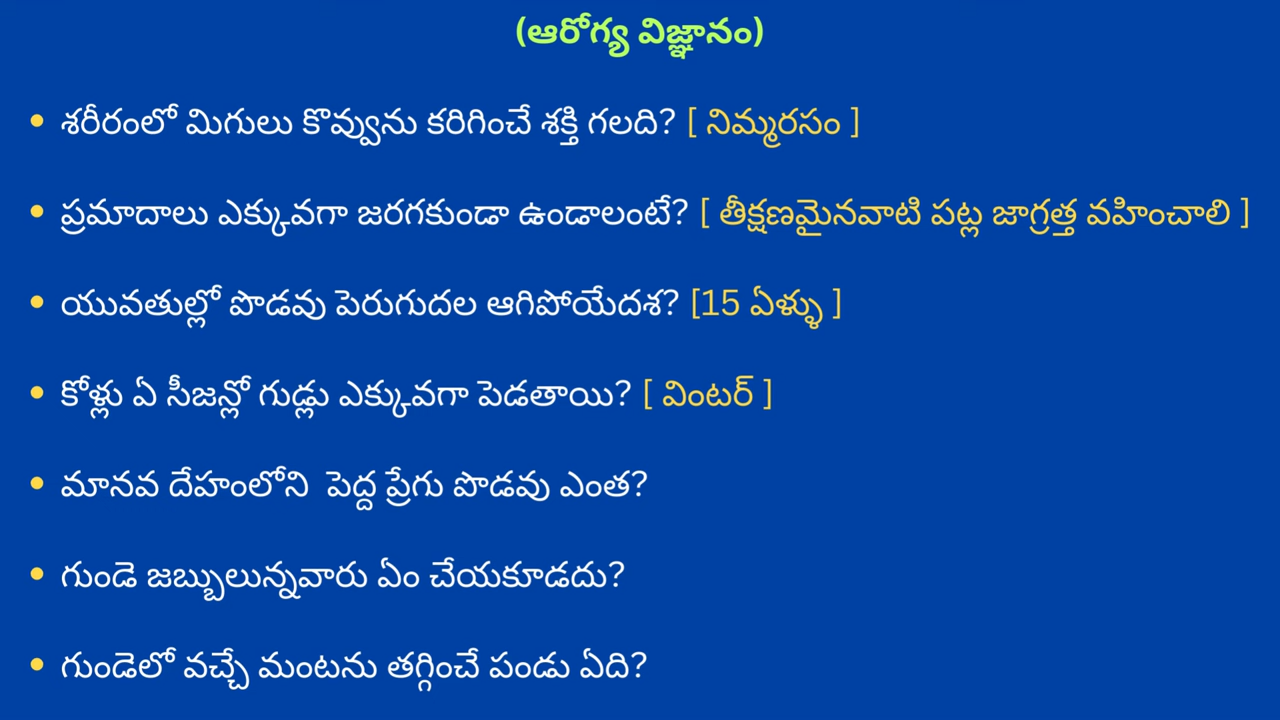 (ఆరోగ్య విజ్ఞానం)
• శరీరంలో మిగులు కొవ్వును కరిగించే శక్తి గలది? [ నిమ్మరసం ]
• ప్రమాదాలు ఎక్కువగా జరగకుండా ఉండాలంటే? [ తీక్షణమైనవాటి పట్ల జాగ్రత్త వహించాలి ]
• యువతుల్లో పొడవు పెరుగుదల ఆగిపోయేదశ? [15 ఏళ్ళు ]
• కోళ్లు ఏ సీజన్లో గుడ్లు ఎక్కువగా పెడతాయి? [ వింటర్ ]
• మానవ దేహంలోని  పెద్ద ప్రేగు పొడవు ఎంత?
• గుండె జబ్బులున్నవారు ఏం చేయకూడదు?
• గుండెలో వచ్చే మంటను తగ్గించే పండు ఏది?